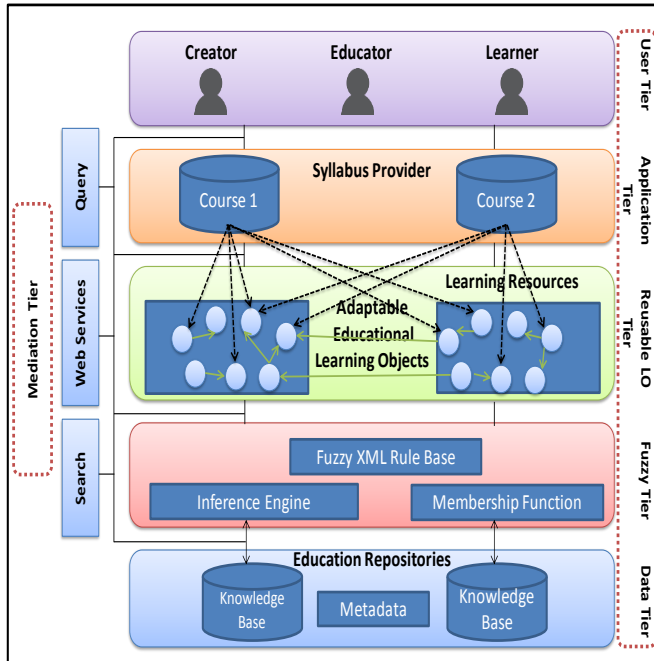 Creator
Educator
Learner
User Tier
Query
Syllabus Provider
Course 1
Course 2
Application
Tier
Mediation Tier
Web Services
Learning Resources
Adaptable
Educational
Learning Objects
Reusable LO
Tier
Search
Fuzzy XML Rule Base
Inference Engine
Membership Function
Fuzzy Tier
Education Repositories
Knowledge
Base
Metadata
Knowledge
Base
Data Tier